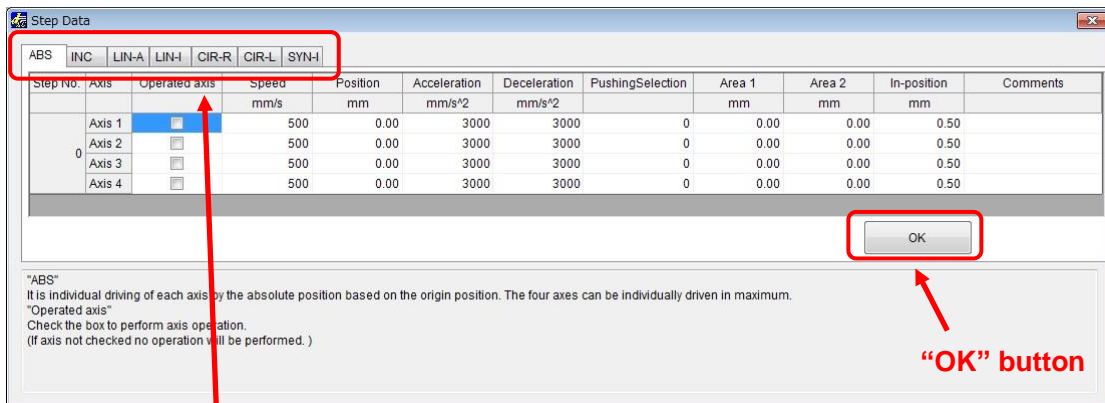 Step Data
ABS INC LIN-A LIN-I CIR-R CIR-L SYN-I
Step No. Axis Operated axis Speed Position Acceleration Deceleration PushingSelection Area 1 Area 2 In-position Comments
mm/s mm mm/s^2 mm/s^2 mm mm mm
0
Axis 1 500 0.00 3000 3000 0 0.00 0.00 0.50
Axis 2 500 0.00 3000 3000 0 0.00 0.00 0.50
Axis 3 500 0.00 3000 3000 0 0.00 0.00 0.50
Axis 4 500 0.00 3000 3000 0 0.00 0.00 0.50
OK
"ABS"
It is individual driving of each axis by the absolute position based on the origin position. The four axes can be individually driven in maximum.
"Operated axis"
Check the box to perform axis operation.
(If axis not checked no operation will be performed. )
“OK” button